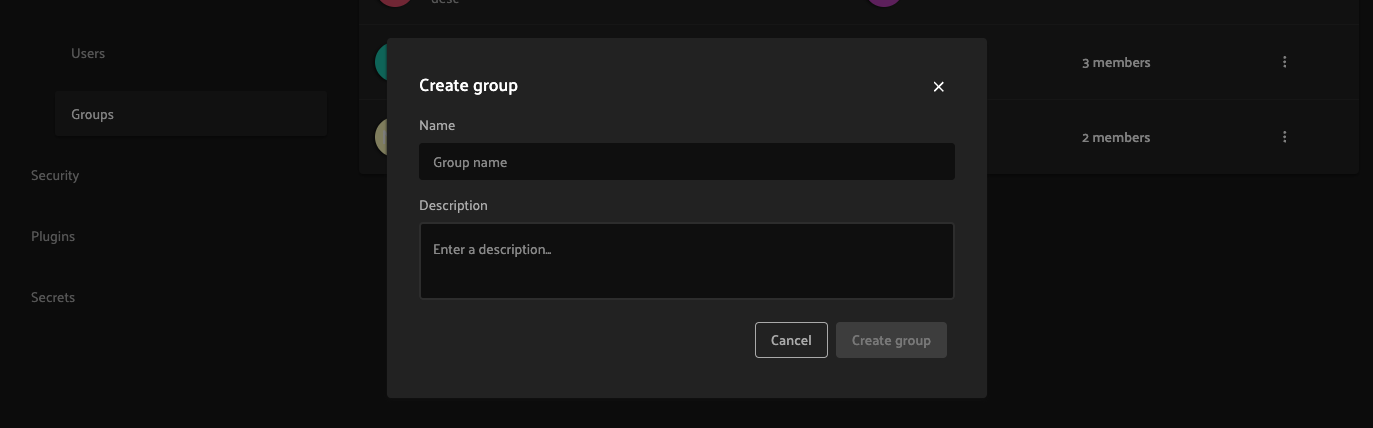 desc
Users
3 members
Create group
Name
Groups
Group name
2 members
Security
Description
Plugins
Enter a description...
Secrets
Cancel
Create group